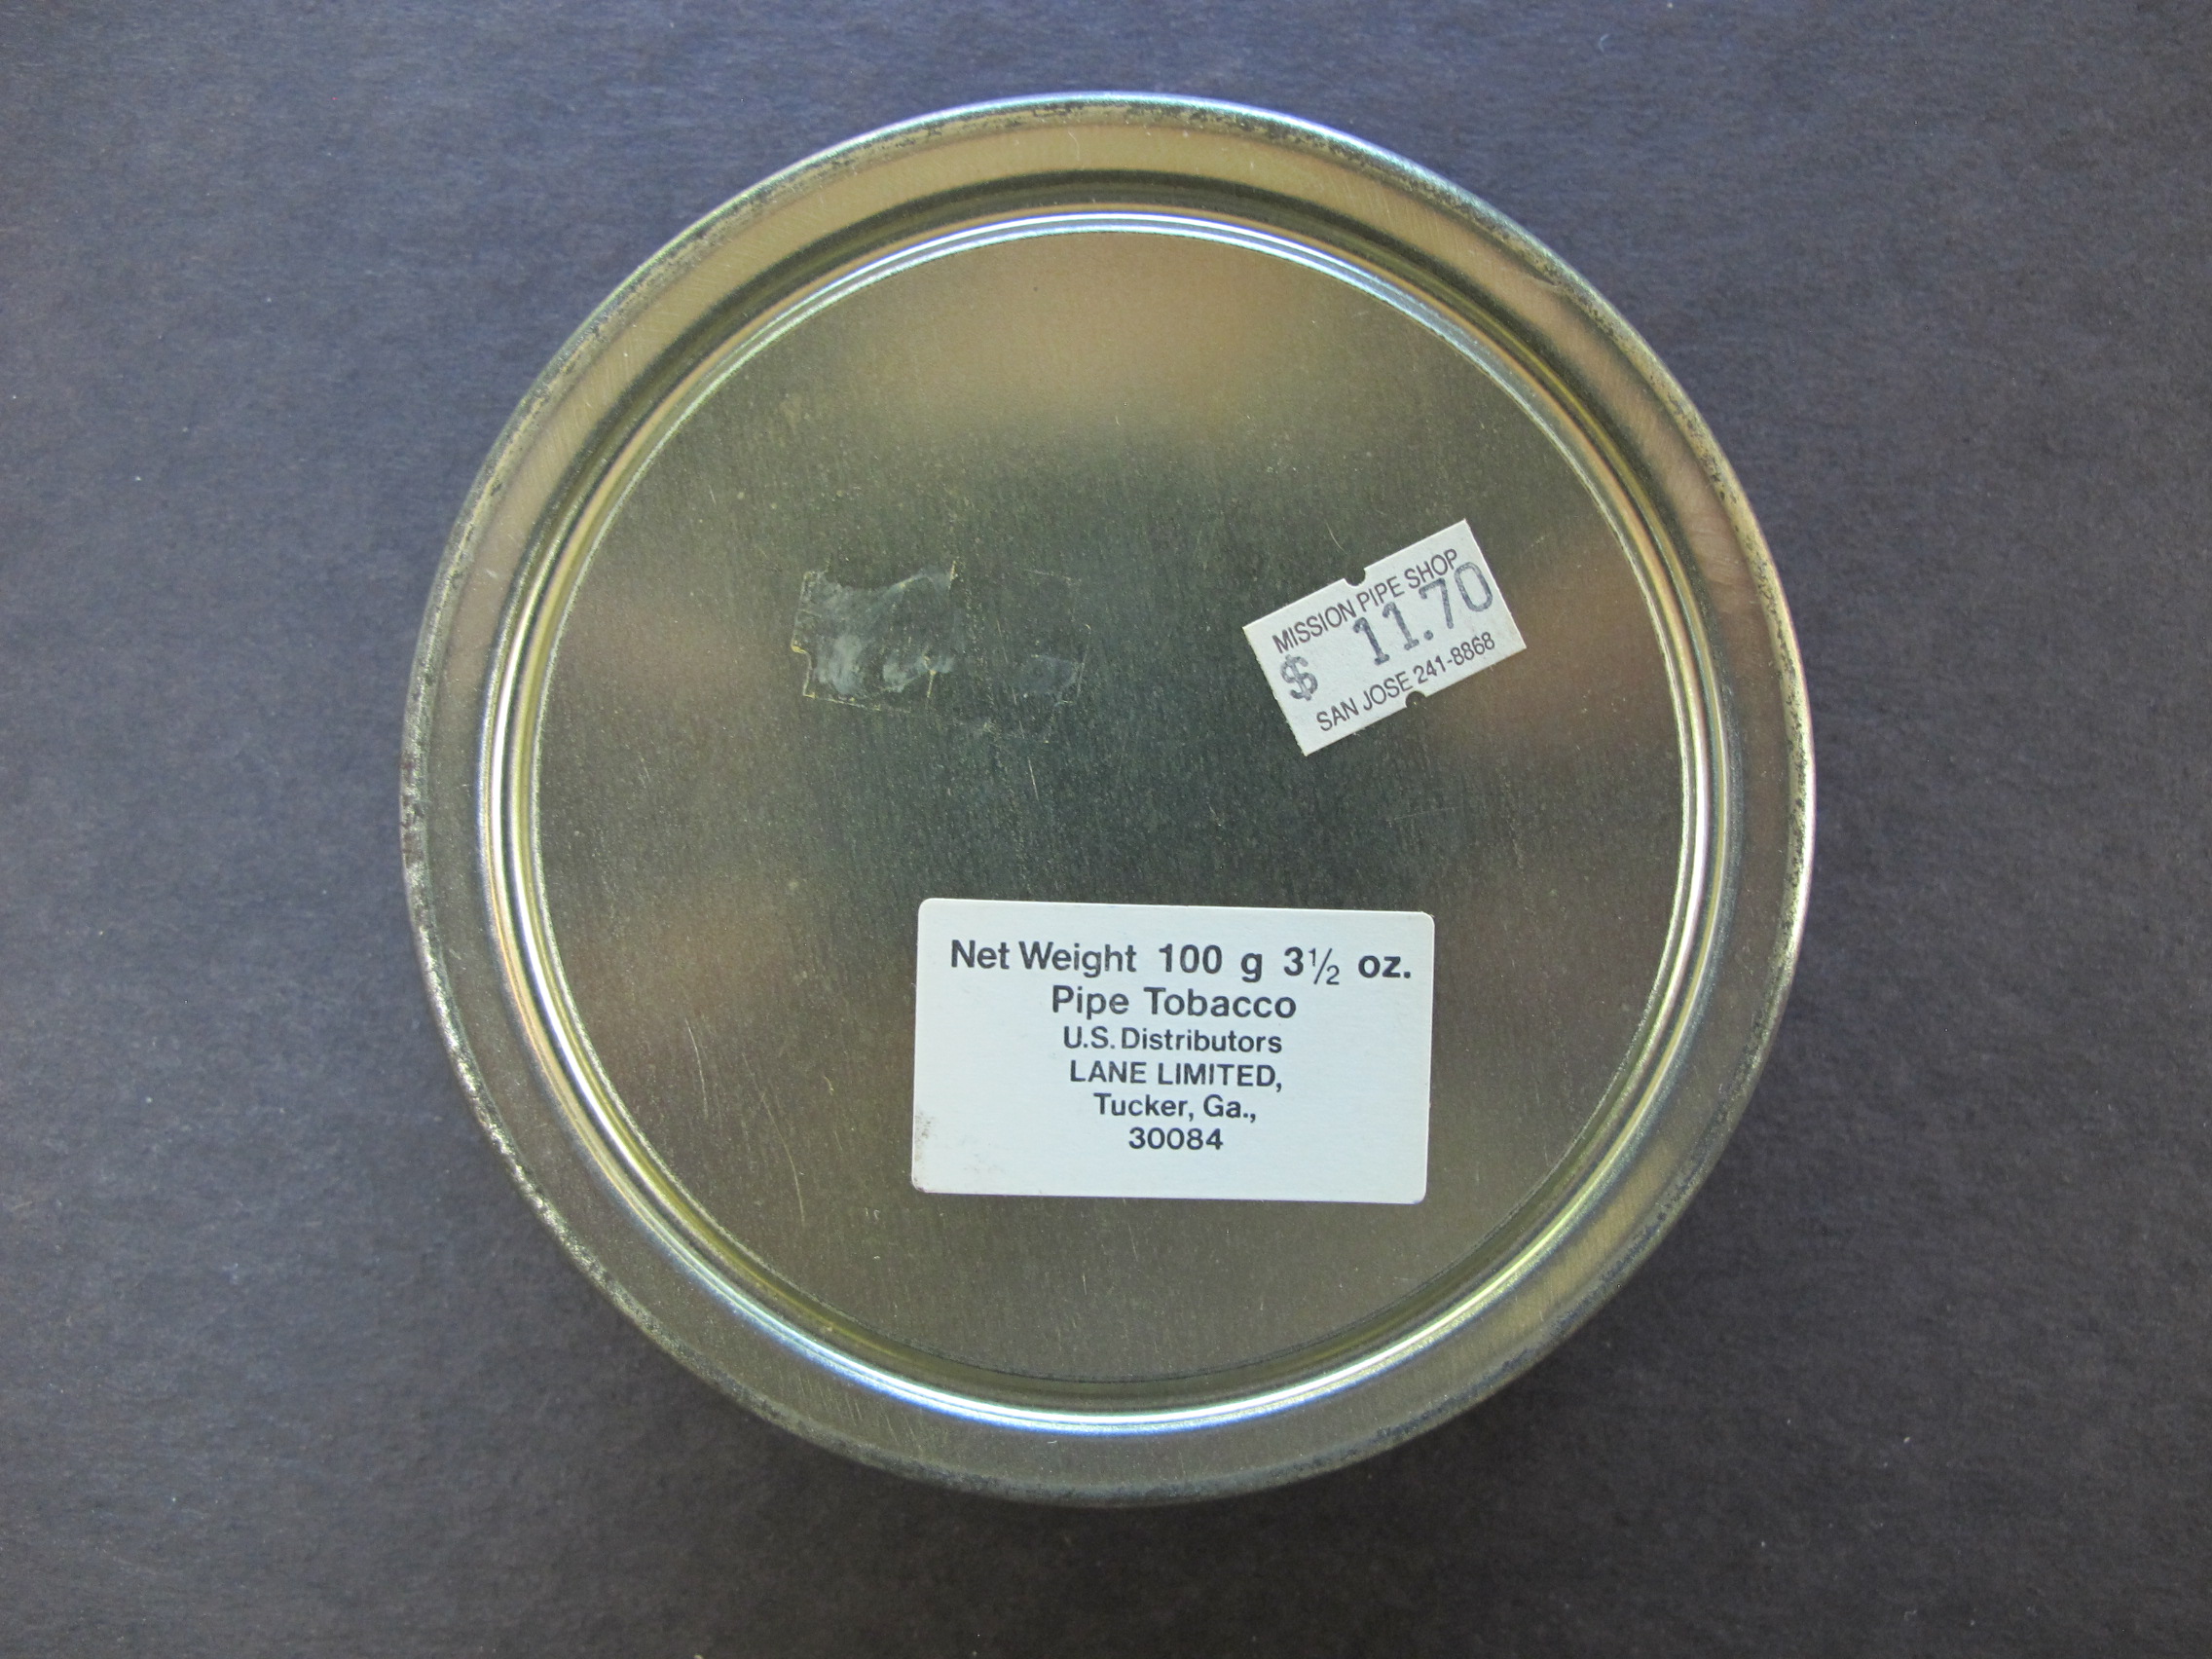 MISSION PIPE SHOP
$ 11.70
SAN JOSE 241-8868
Net Weight 100 g 3½ oz.
Pipe Tobacco
U.S. Distributors
LANE LIMITED,
Tucker, Ga.,
30084